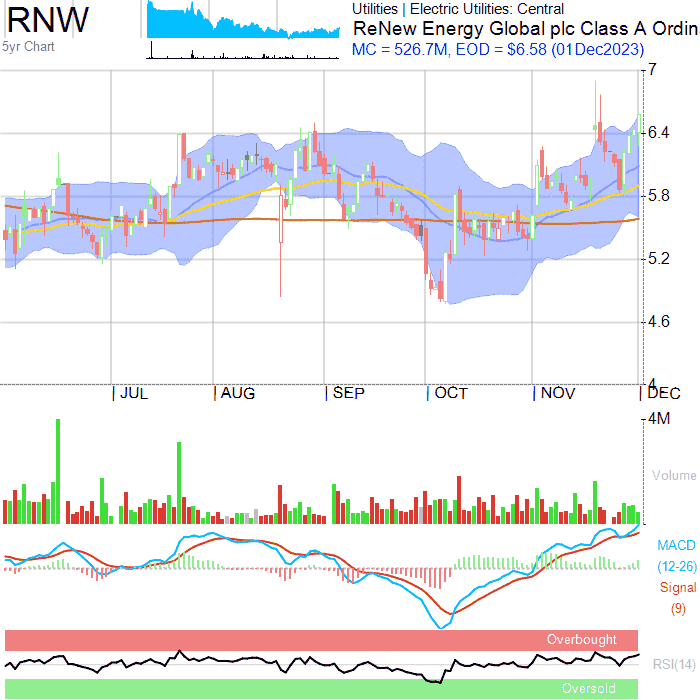 RNW
5yr Chart
Utilities | Electric Utilities: Central
ReNew Energy Global plc Class A Ordin
MC = 526.7M, EOD = $6.58 (01Dec2023)
7
6.4
5.8
5.2
4.6
4
| JUL | AUG | SEP | OCT | NOV | DEC
4M
Volume
MACD
(12-26)
Signal
(9)
Overbought
RSI(14)
Oversold